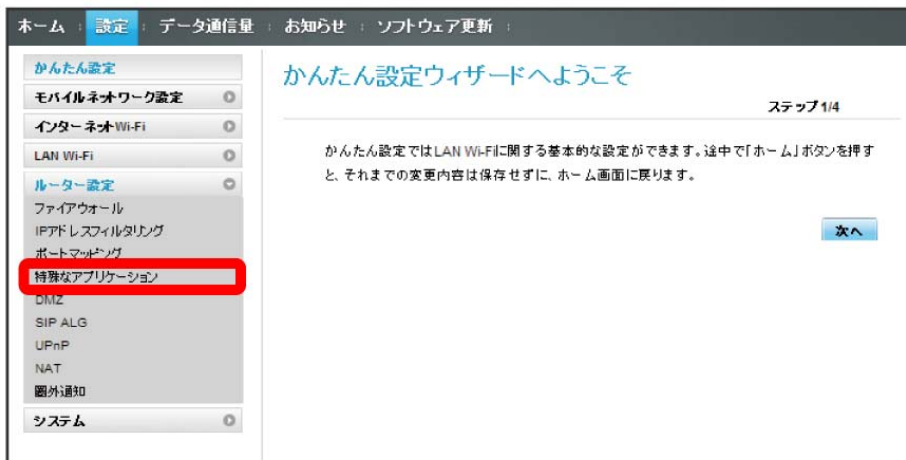 ホーム 設定 データ通信量 お知らせ ソフトウェア更新
かんたん設定
モバイルネットワーク設定
インターネットWi-Fi
LAN Wi-Fi
ルーター設定
ファイアウォール
IPアドレスフィルタリング
ポートマッピング
特殊なアプリケーション
DMZ
SIP ALG
UPnP
NAT
圏外通知
システム
かんたん設定ウィザードへようこそ
ステップ1/4
かんたん設定ではLAN Wi-Fiに関する基本的な設定ができます。途中で「ホーム」ボタンを押す
と、それまでの変更内容は保存せずに、ホーム画面に戻ります。
次へ